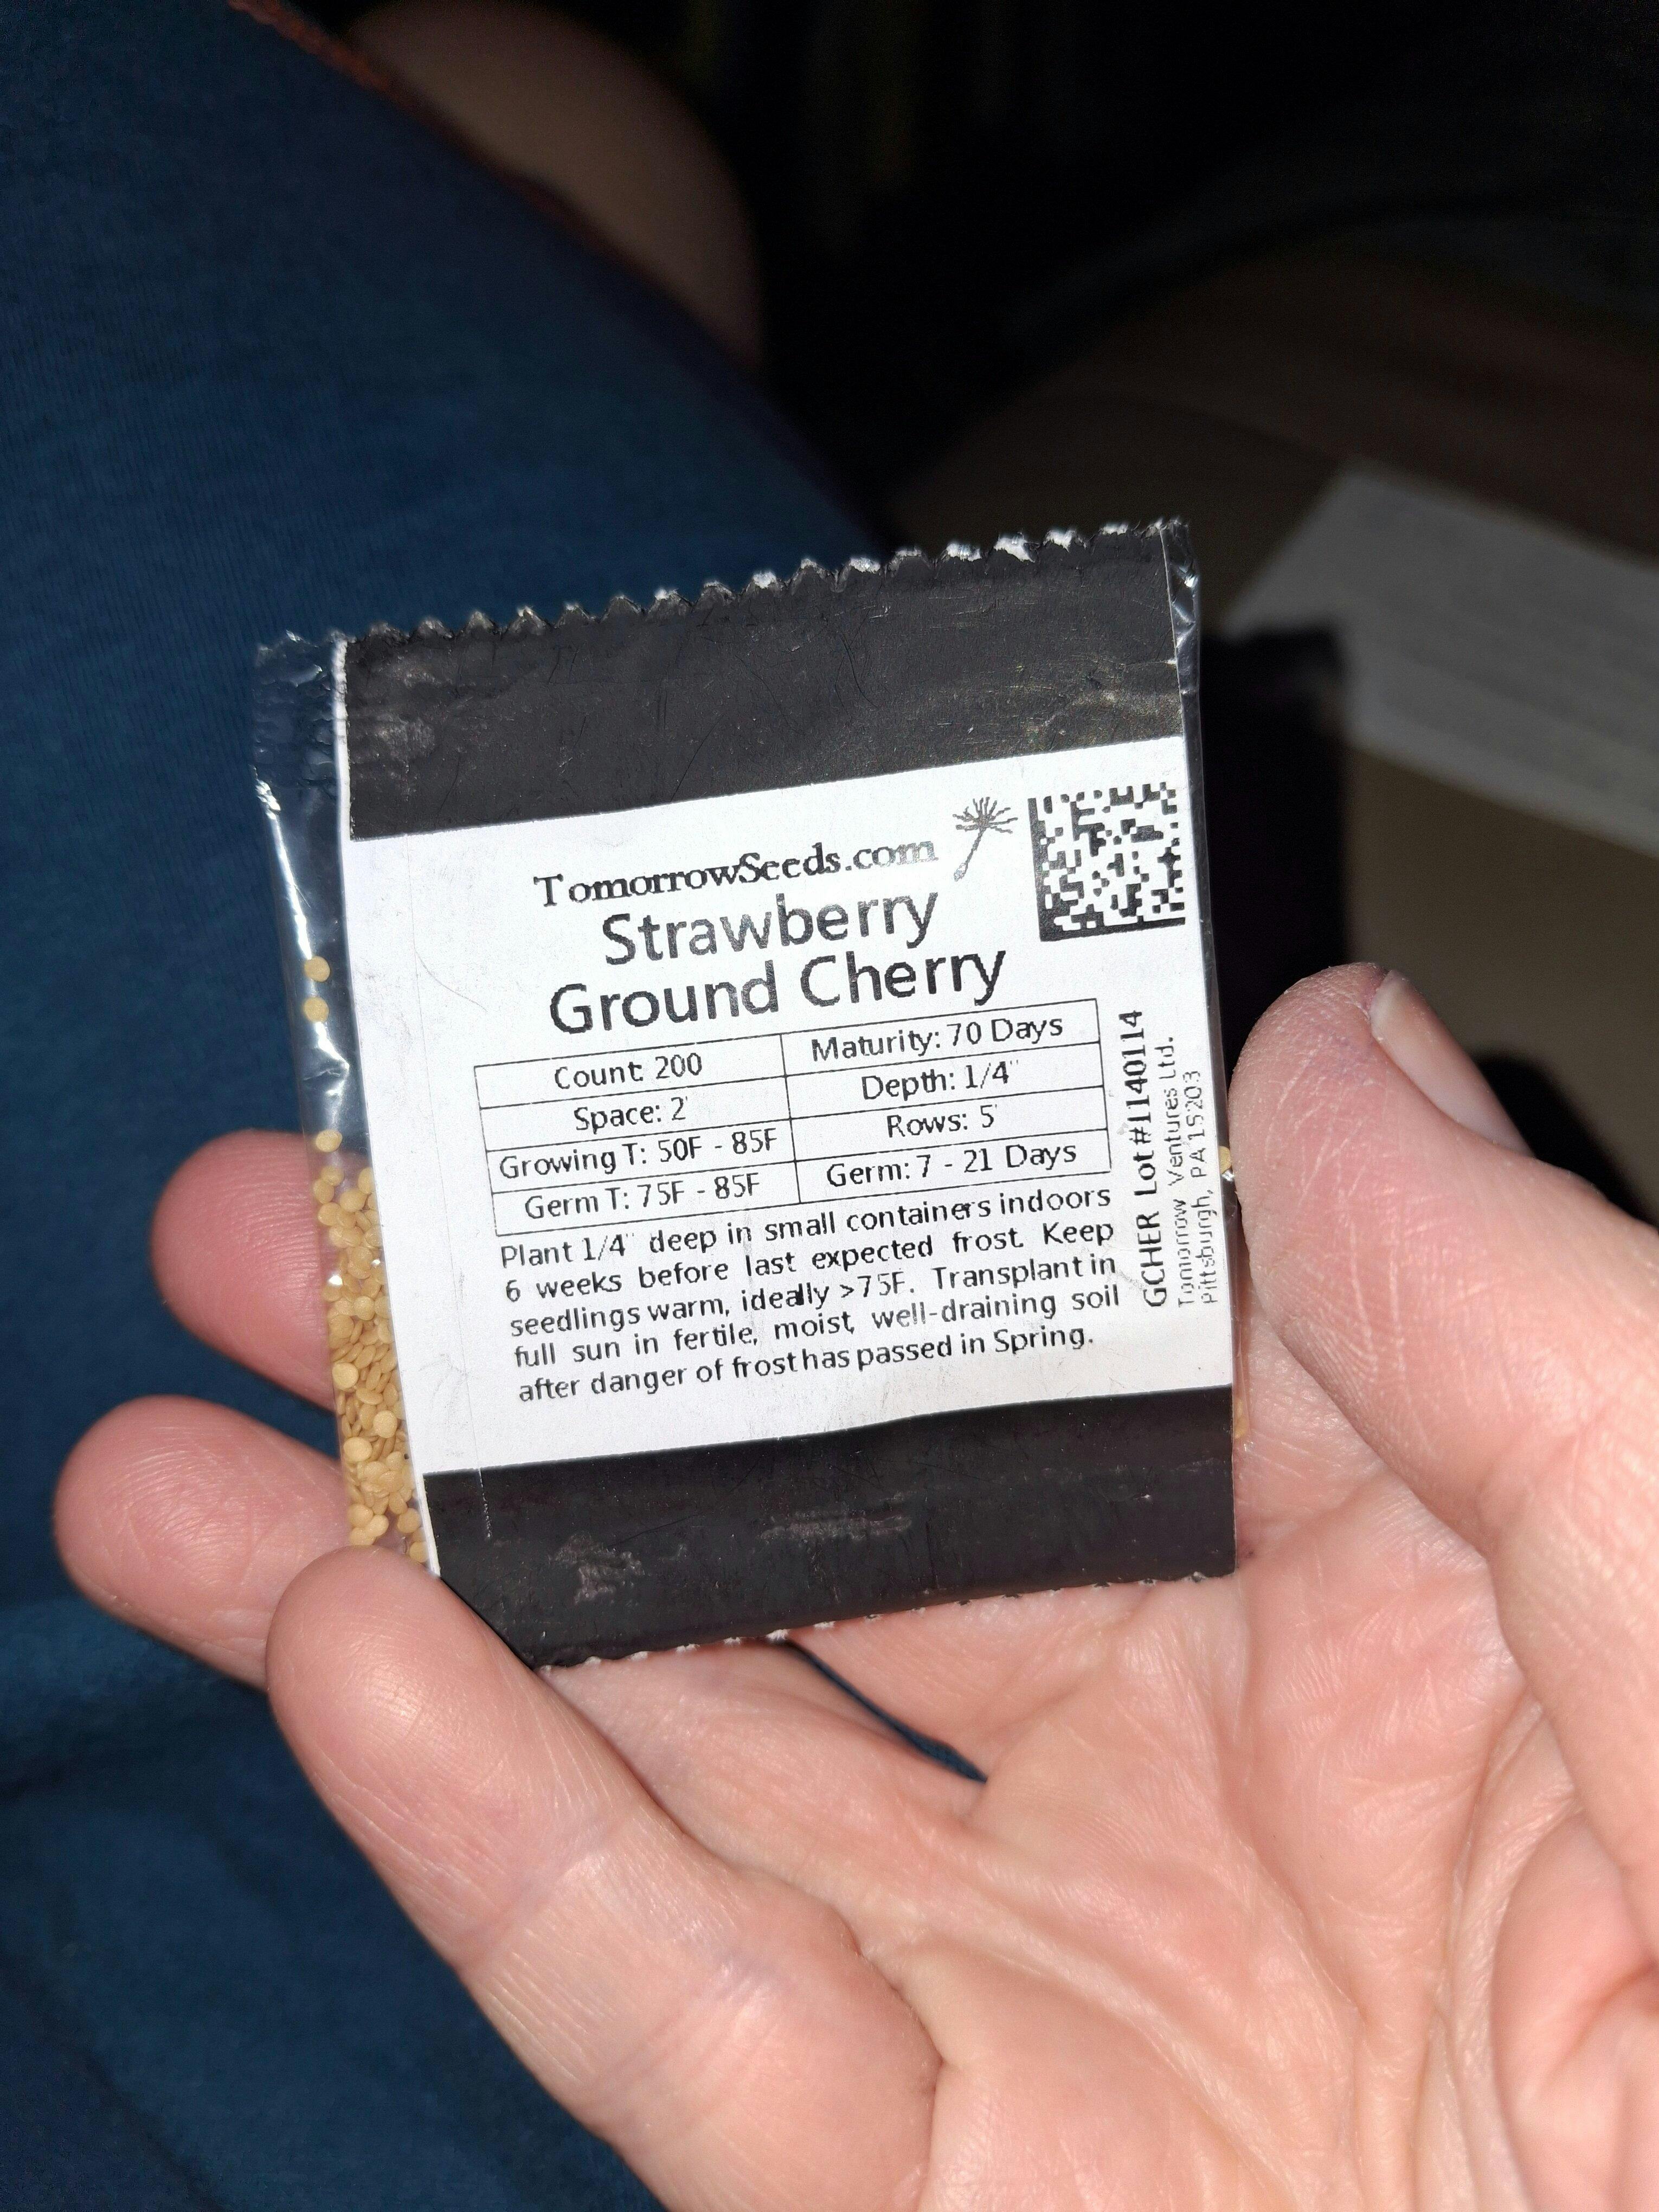 TomorrowSeeds.com
Strawberry
Ground Cherry
Count: 200
Maturity: 70 Days
Space: 2'
Depth: 1/4"
Growing T: 50F - 85F
Rows: 5'
Germ T: 75F - 85F
Germ: 7 - 21 Days
Plant 1/4" deep in small containers indoors
6 weeks before last expected frost. Keep
seedlings warm, ideally >75F. Transplant in
full sun in fertile, moist, well-draining soil
after danger of frost has passed in Spring.
GCHER Lot#1140114
Tomorrow Ventures Ltd.
Pittsburgh, PA 15203